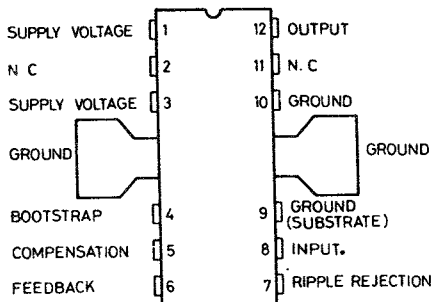 SUPPLY VOLTAGE 1 12 OUTPUT
N C 2 11 N.C
SUPPLY VOLTAGE 3 10 GROUND
GROUND GROUND
BOOTSTRAP 4 9 GROUND
(SUBSTRATE)
COMPENSATION 5 8 INPUT.
FEEDBACK 6 7 RIPPLE REJECTION